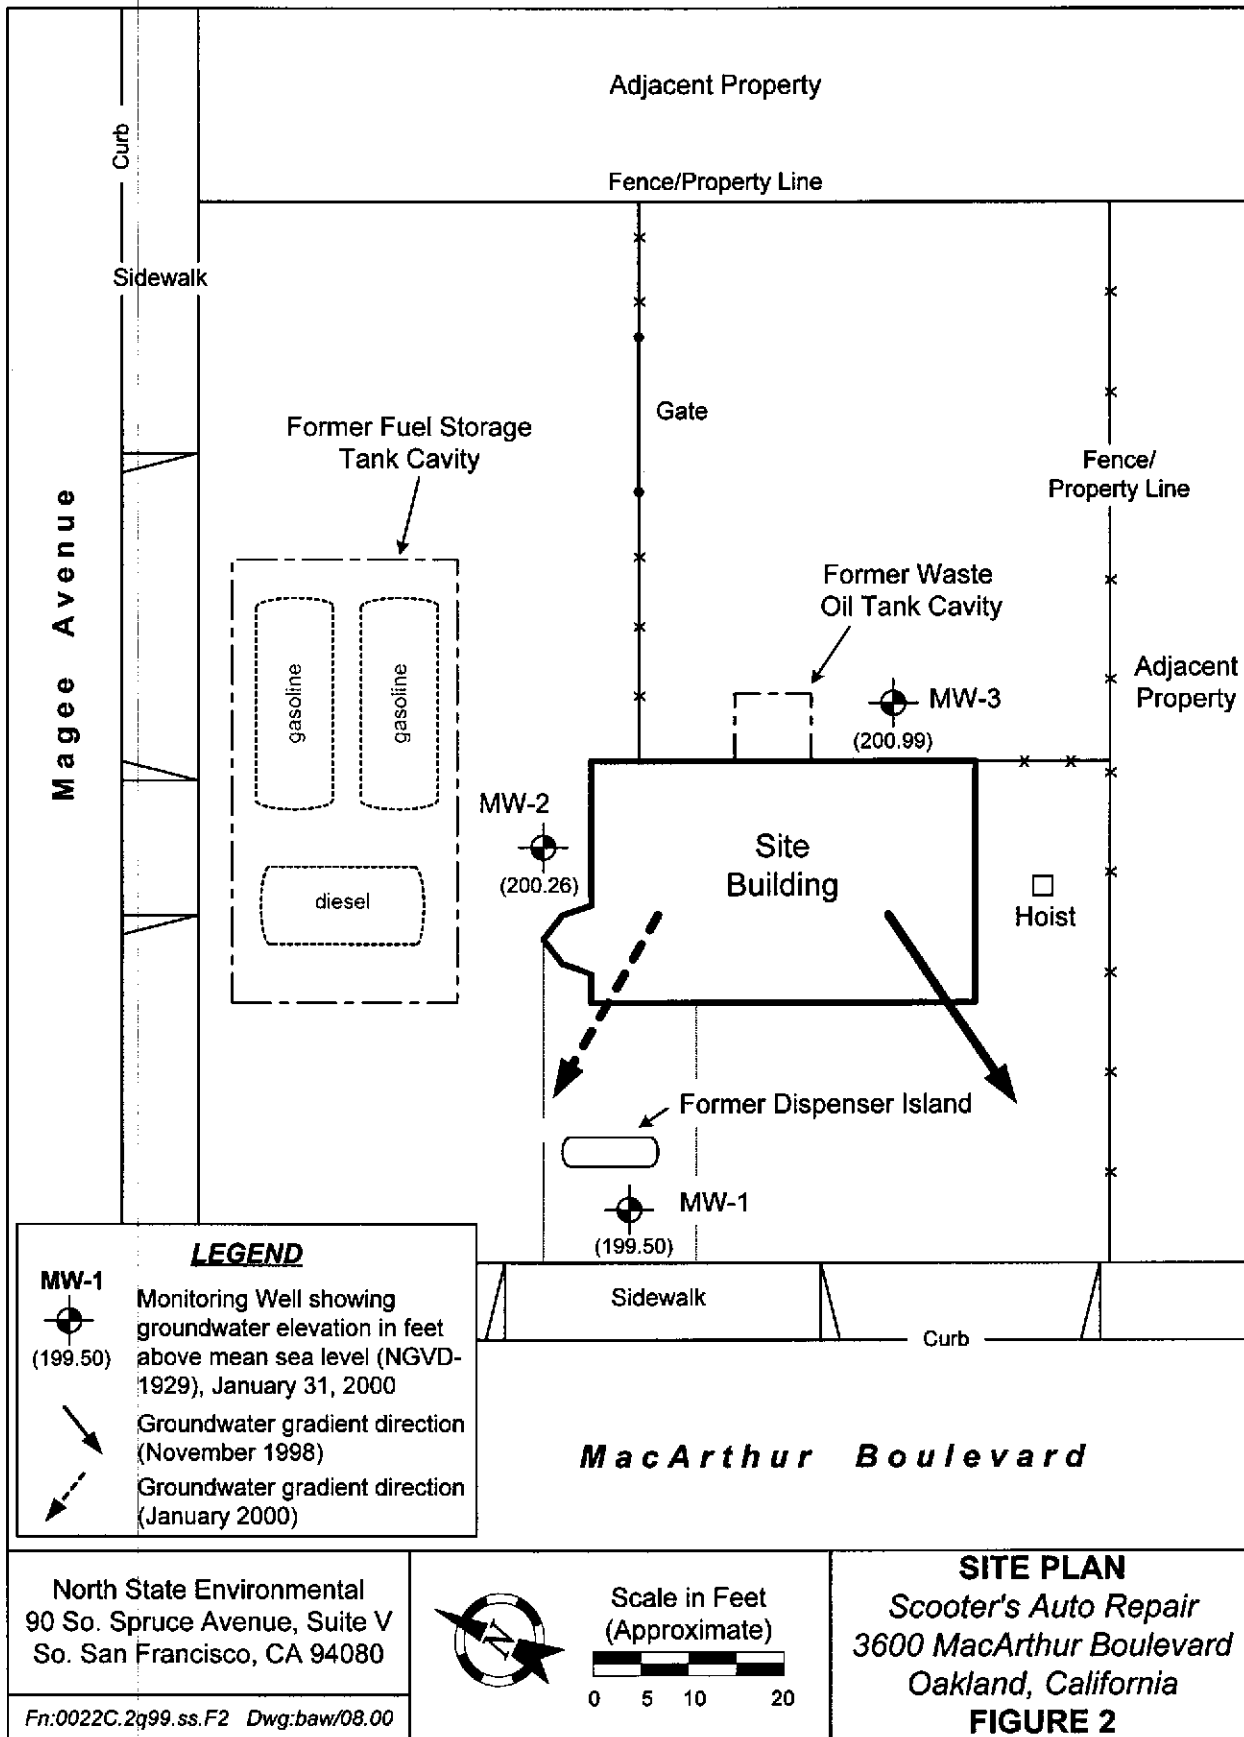 Adjacent Property
Curb
Fence/Property Line
Sidewalk
Gate
Former Fuel Storage
Tank Cavity
Fence/
Property Line
Magee Avenue
Former Waste
Oil Tank Cavity
gasoline
gasoline
Adjacent
Property
MW-3
(200.99)
MW-2
(200.26)
Site
Building
diesel
Hoist
Former Dispenser Island
MW-1
(199.50)
LEGEND
MW-1
(199.50)
Monitoring Well showing
groundwater elevation in feet
above mean sea level (NGVD-
1929), January 31, 2000
Groundwater gradient direction
(November 1998)
Groundwater gradient direction
(January 2000)
Sidewalk
Curb
MacArthur Boulevard
North State Environmental
90 So. Spruce Avenue, Suite V
So. San Francisco, CA 94080
Fn:0022C.2q99.ss.F2 Dwg:baw/08.00
N
Scale in Feet
(Approximate)
0 5 10 20
SITE PLAN
Scooter's Auto Repair
3600 MacArthur Boulevard
Oakland, California
FIGURE 2